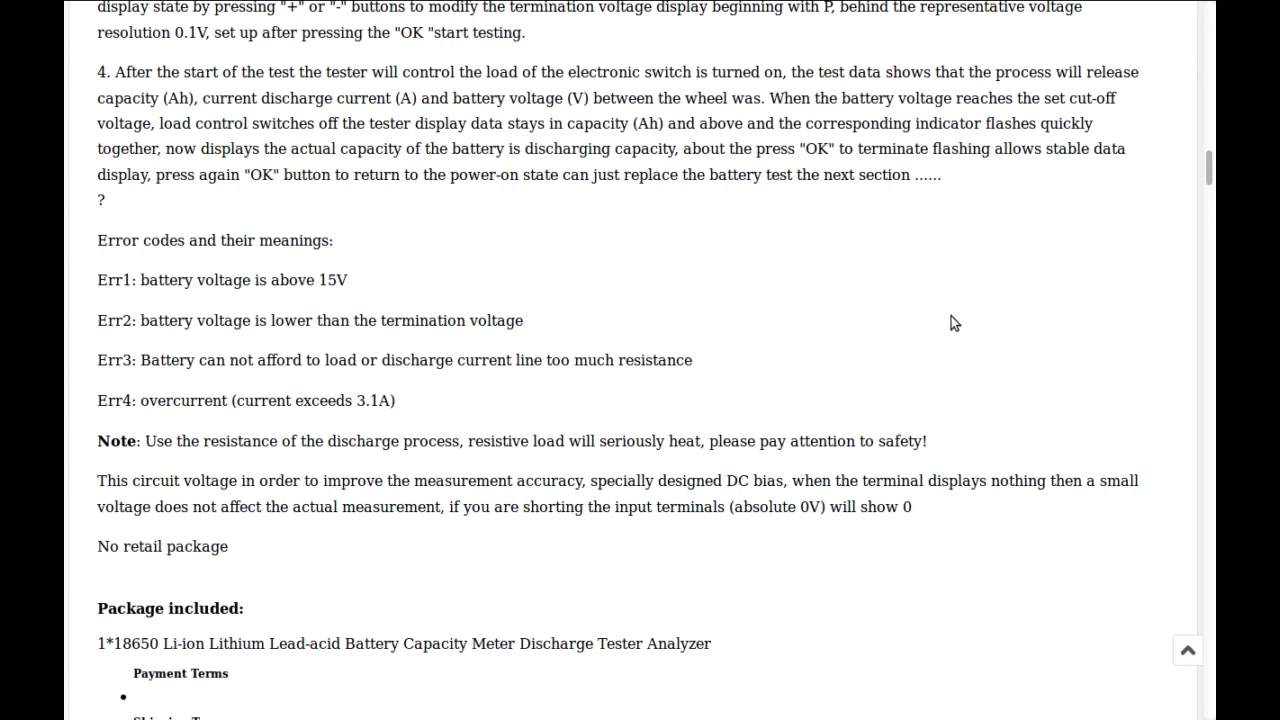 display state by pressing "+" or "-" buttons to modify the termination voltage display beginning with P, behind the representative voltage
resolution 0.1V, set up after pressing the "OK "start testing.
4. After the start of the test the tester will control the load of the electronic switch is turned on, the test data shows that the process will release
capacity (Ah), current discharge current (A) and battery voltage (V) between the wheel was. When the battery voltage reaches the set cut-off
voltage, load control switches off the tester display data stays in capacity (Ah) and above and the corresponding indicator flashes quickly
together, now displays the actual capacity of the battery is discharging capacity, about the press "OK" to terminate flashing allows stable data
display, press again "OK" button to return to the power-on state can just replace the battery test the next section ......
?
Error codes and their meanings:
Err1: battery voltage is above 15V
Err2: battery voltage is lower than the termination voltage
Err3: Battery can not afford to load or discharge current line too much resistance
Err4: overcurrent (current exceeds 3.1A)
Note: Use the resistance of the discharge process, resistive load will seriously heat, please pay attention to safety!
This circuit voltage in order to improve the measurement accuracy, specially designed DC bias, when the terminal displays nothing then a small
voltage does not affect the actual measurement, if you are shorting the input terminals (absolute 0V) will show 0
No retail package
Package included:
1*18650 Li-ion Lithium Lead-acid Battery Capacity Meter Discharge Tester Analyzer
Payment Terms